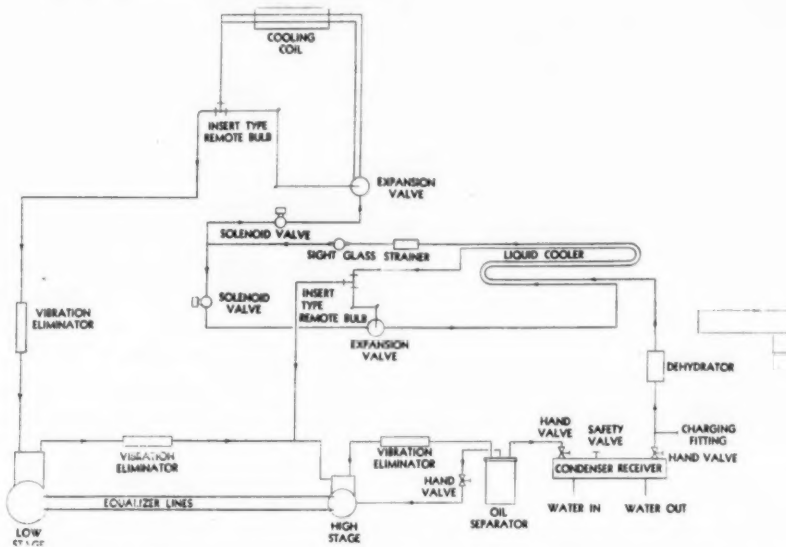 COOLING
COIL
INSERT TYPE
REMOTE BULB
EXPANSION
VALVE
SOLENOID VALVE
SIGHT GLASS
STRAINER
LIQUID COOLER
SOLENOID
VALVE
INSERT
TYPE
REMOTE BULB
EXPANSION
VALVE
VIBRATION
ELIMINATOR
DEHYDRATOR
CHARGING
FITTING
HAND
VALVE
SAFETY
VALVE
HAND VALVE
VIBRATION
ELIMINATOR
VIBRATION
ELIMINATOR
HAND
VALVE
CONDENSER RECEIVER
EQUALIZER LINES
WATER IN
WATER OUT
OIL
SEPARATOR
HIGH
STAGE
LOW
STAGE